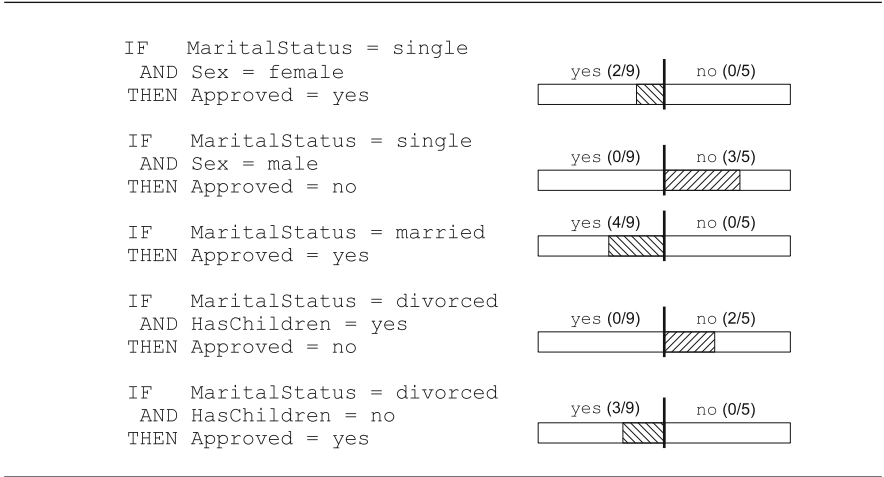 IF MaritalStatus = single
AND Sex = female
THEN Approved = yes
yes (2/9) no (0/5)
IF MaritalStatus = single
AND Sex = male
THEN Approved = no
yes (0/9) no (3/5)
IF MaritalStatus = married
THEN Approved = yes
yes (4/9) no (0/5)
IF MaritalStatus = divorced
AND HasChildren = yes
THEN Approved = no
yes (0/9) no (2/5)
IF MaritalStatus = divorced
AND HasChildren = no
THEN Approved = yes
yes (3/9) no (0/5)